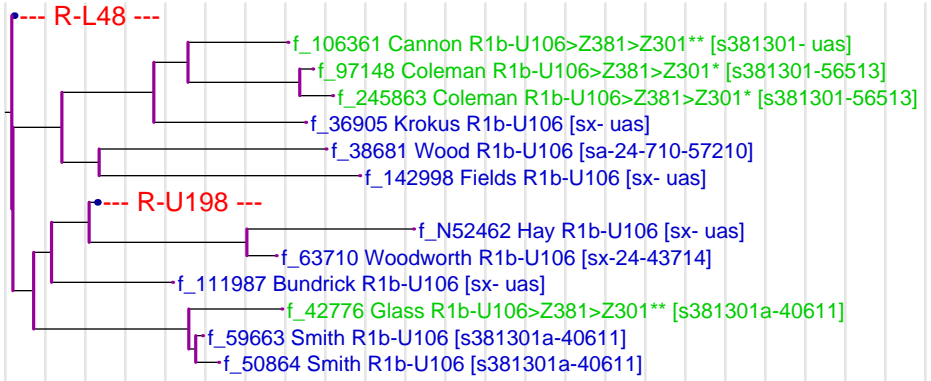 --- R-L48 ---
f_106361 Cannon R1b-U106>Z381>Z301** [s381301- uas]
f_97148 Coleman R1b-U106>Z381>Z301* [s381301-56513]
f_245863 Coleman R1b-U106>Z381>Z301* [s381301-56513]
f_36905 Krokus R1b-U106 [sx- uas]
f_38681 Wood R1b-U106 [sa-24-710-57210]
f_142998 Fields R1b-U106 [sx- uas]
--- R-U198 ---
f_N52462 Hay R1b-U106 [sx- uas]
f_63710 Woodworth R1b-U106 [sx-24-43714]
f_111987 Bundrick R1b-U106 [sx- uas]
f_42776 Glass R1b-U106>Z381>Z301** [s381301a-40611]
f_59663 Smith R1b-U106 [s381301a-40611]
f_50864 Smith R1b-U106 [s381301a-40611]